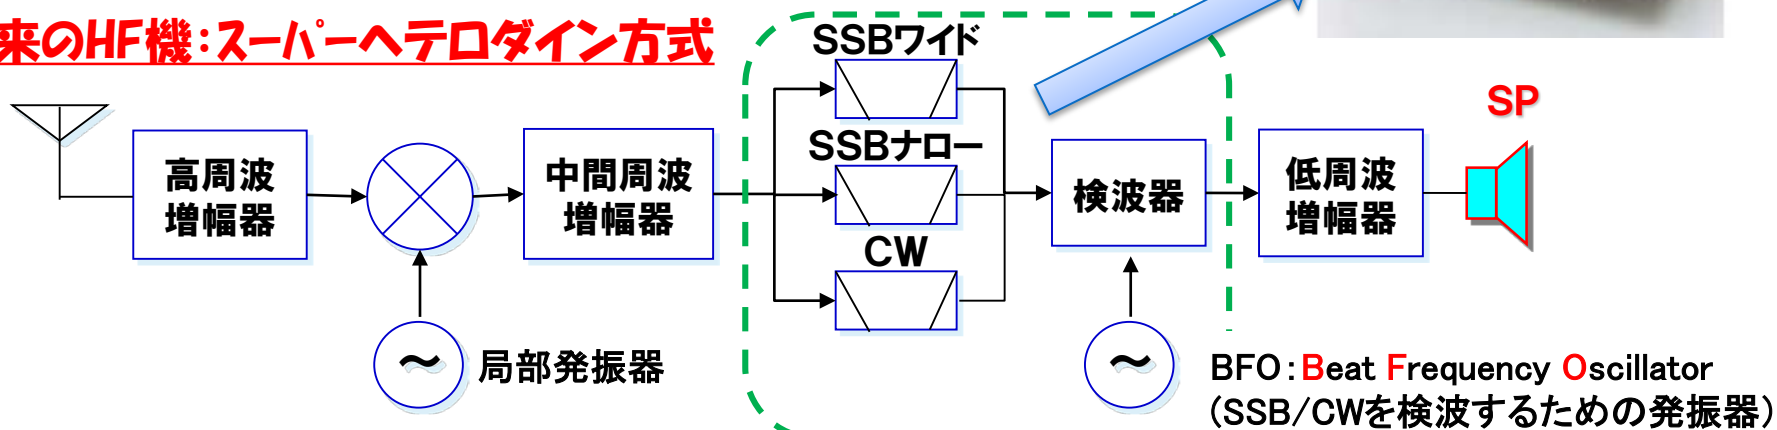 来のHF機:スーパーヘテロダイン方式
SSBワイド
SP
SSBナロー
高周波
増幅器
中間周波
増幅器
検波器
低周波
増幅器
CW
～
局部発振器
～
BFO:Beat Frequency Oscillator
(SSB/CWを検波するための発振器)